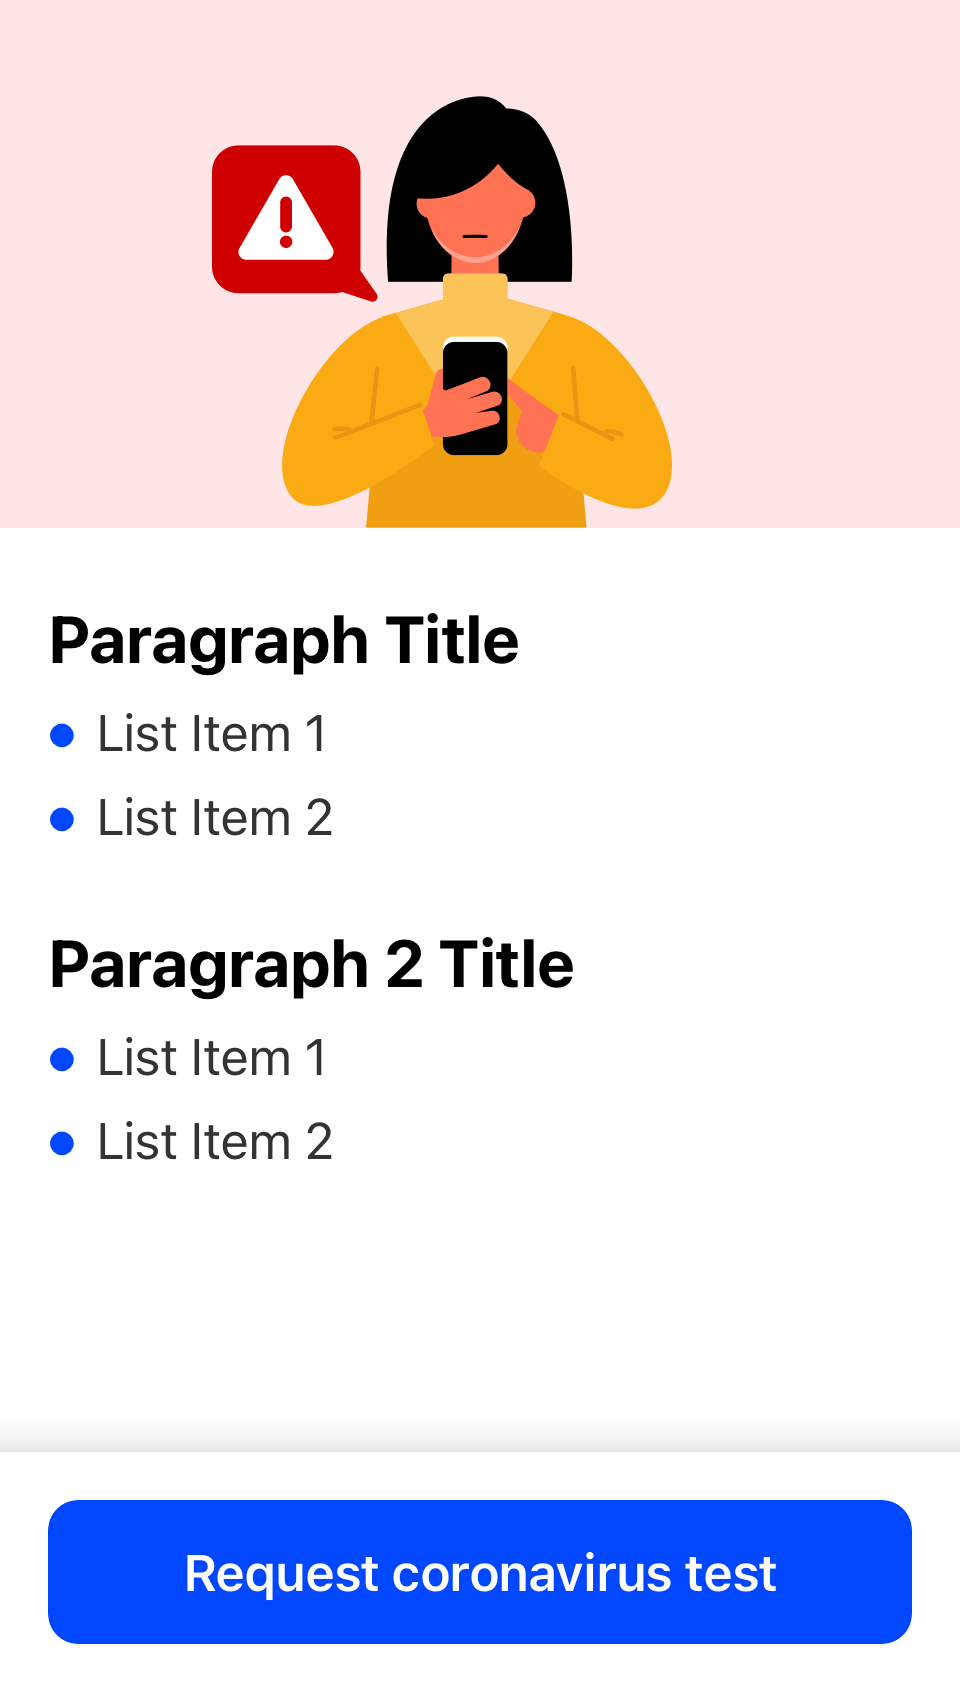 Paragraph Title
List Item 1
List Item 2
Paragraph 2 Title
List Item 1
List Item 2
Request coronavirus test